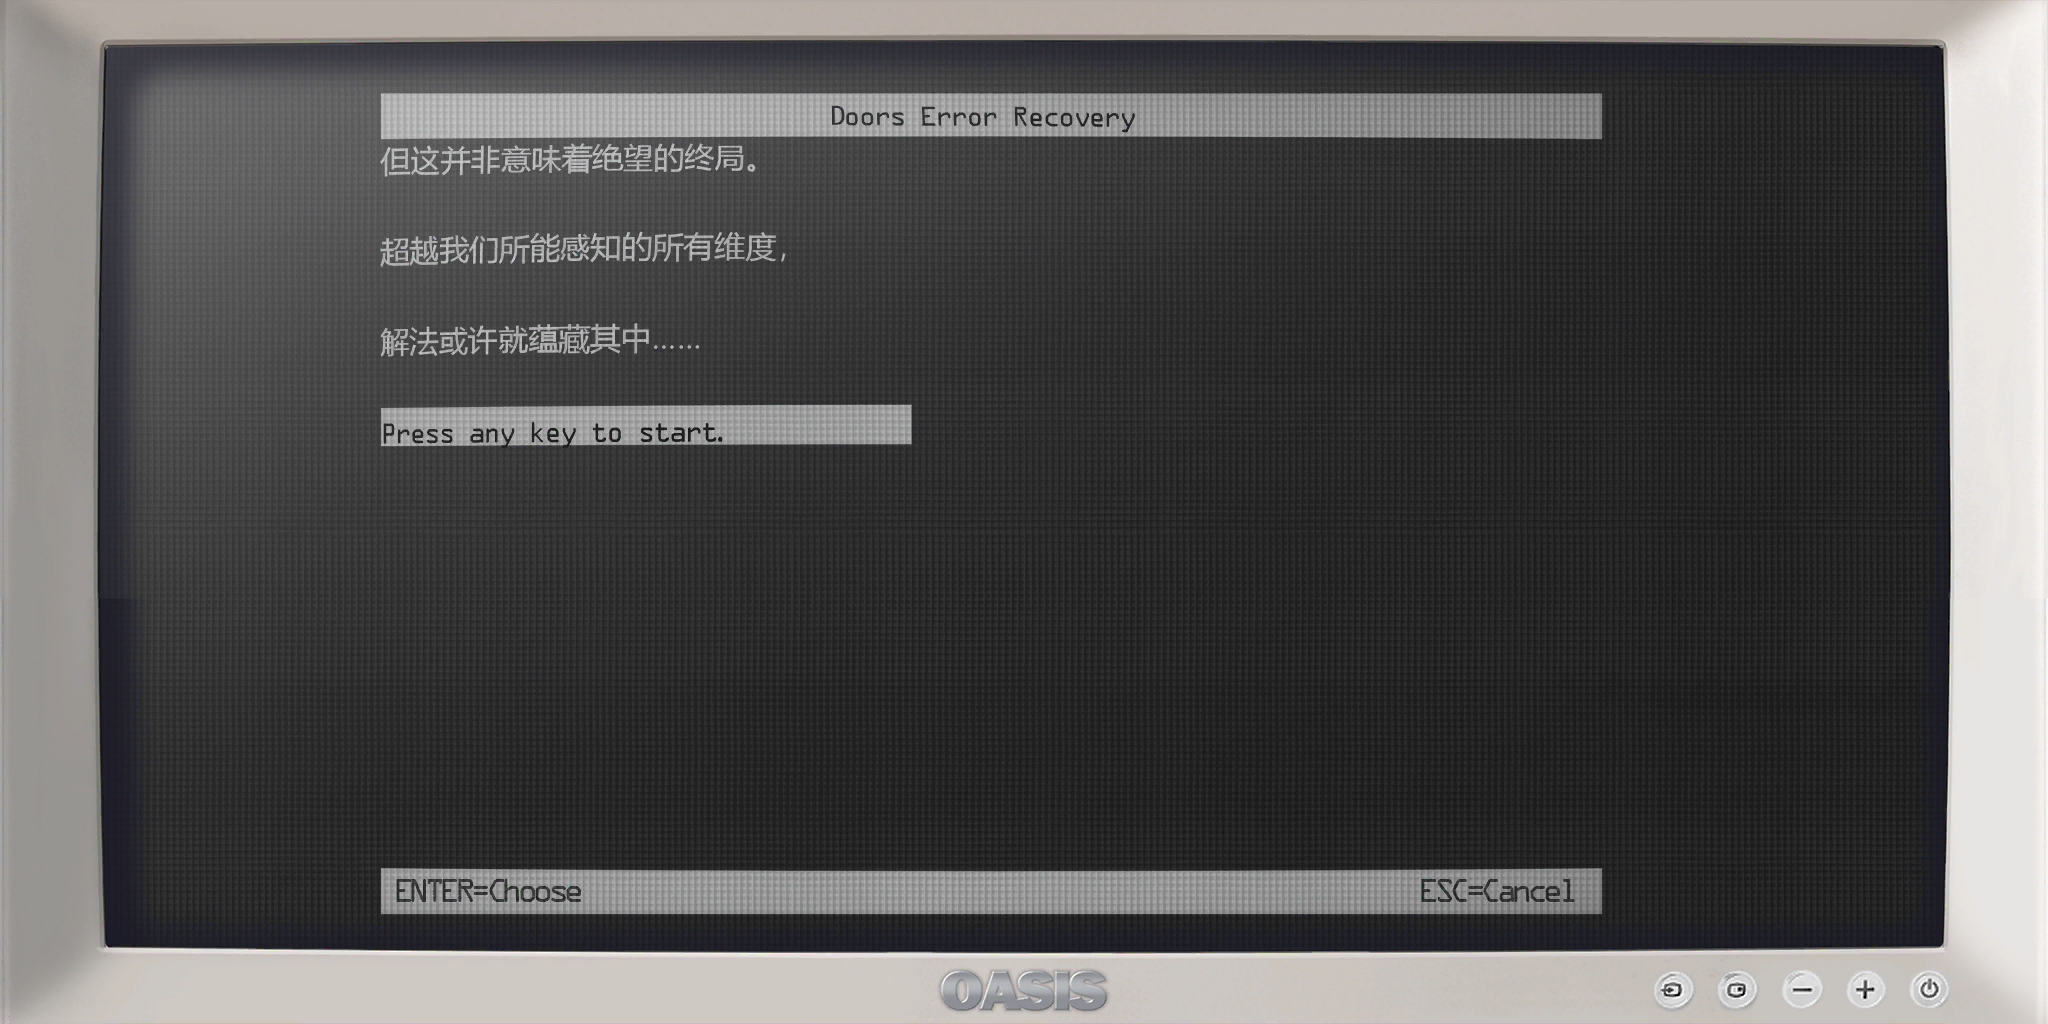 Doors Error Recovery
但这并非意味着绝望的终局。
超越我们所能感知的所有维度，
解法或许就蕴藏其中……
Press any key to start.
ENTER=Choose ESC=Cancel
OASIS